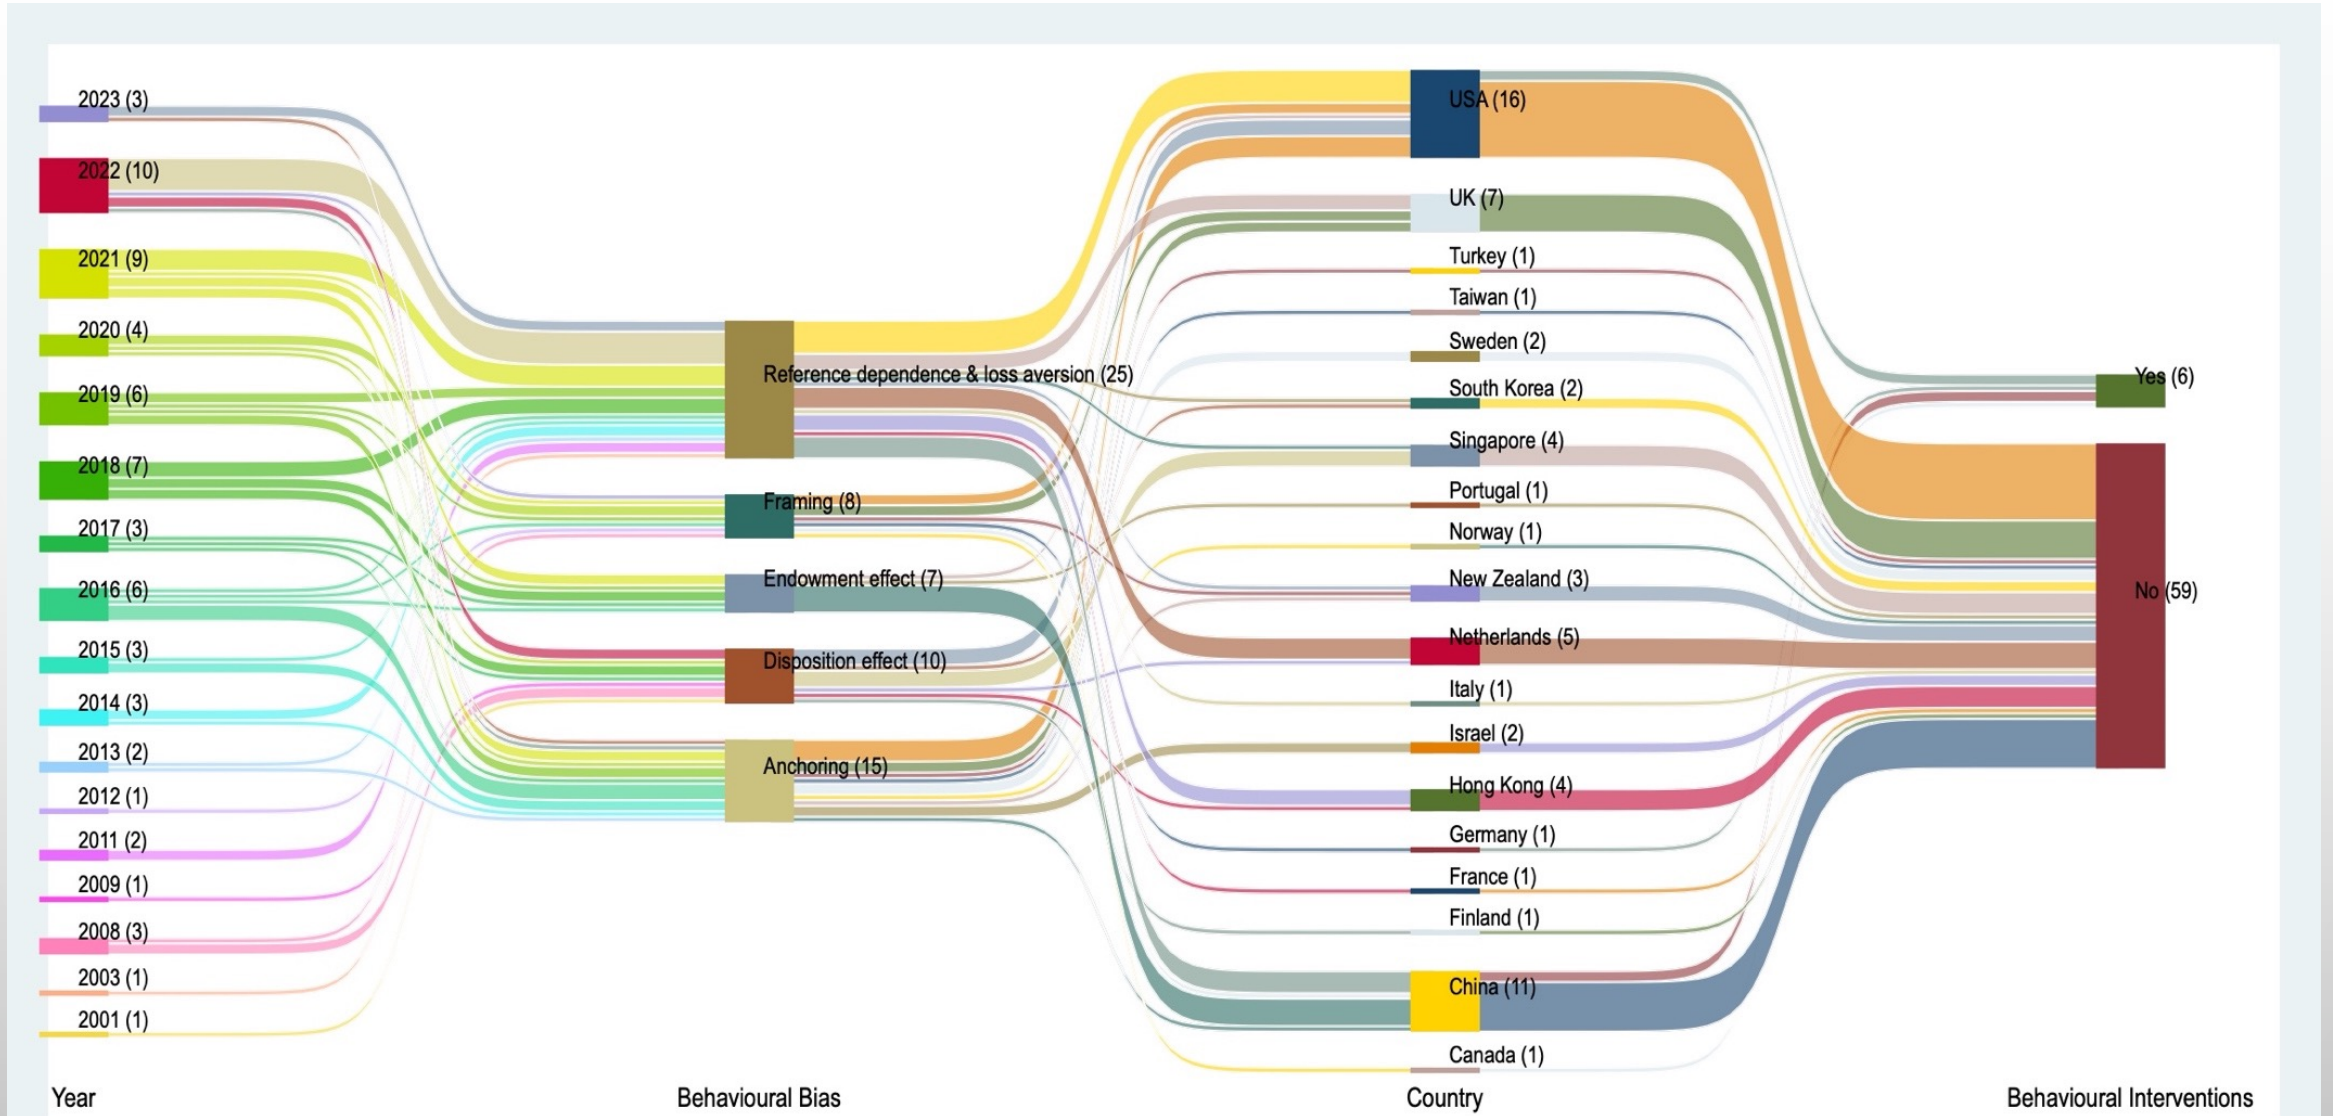 2023 (3)
2022 (10)
2021 (9)
2020 (4)
2019 (6)
2018 (7)
2017 (3)
2016 (6)
2015 (3)
2014 (3)
2013 (2)
2012 (1)
2011 (2)
2009 (1)
2008 (3)
2003 (1)
2001 (1)
Year
Reference dependence & loss aversion (25)
Framing (8)
Endowment effect (7)
Disposition effect (10)
Anchoring (15)
Behavioural Bias
USA (16)
UK (7)
Turkey (1)
Taiwan (1)
Sweden (2)
South Korea (2)
Singapore (4)
Portugal (1)
Norway (1)
New Zealand (3)
Netherlands (5)
Italy (1)
Israel (2)
Hong Kong (4)
Germany (1)
France (1)
Finland (1)
China (11)
Canada (1)
Country
Yes (6)
No (59)
Behavioural Interventions